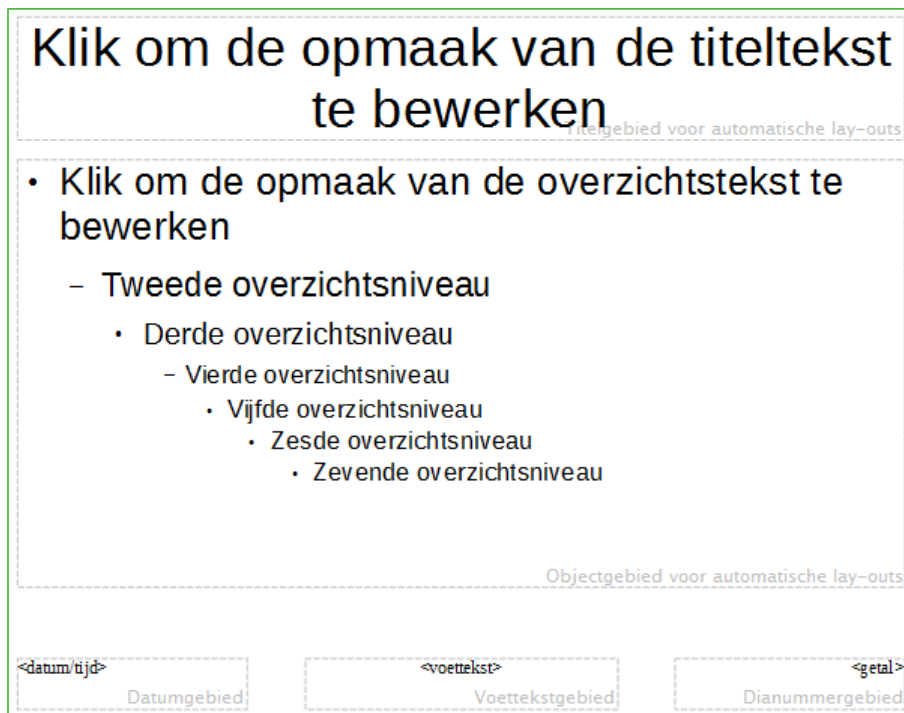 Klik om de opmaak van de titeltekst
te bewerken
Titelgebied voor automatische lay-outs
• Klik om de opmaak van de overzichtstekst te
bewerken
– Tweede overzichtsniveau
• Derde overzichtsniveau
– Vierde overzichtsniveau
• Vijfde overzichtsniveau
• Zesde overzichtsniveau
• Zevende overzichtsniveau
Objectgebied voor automatische lay-outs
<datum/tijd> <voettekst> <getal>
Datumgebied Voettekstgebied Dianummergebied